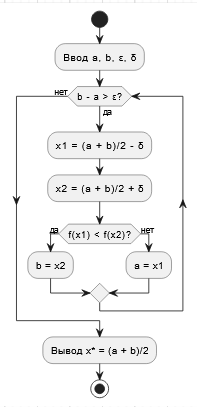 Ввод a, b, ε, δ
нет
b - a > ε?
да
x1 = (a + b)/2 - δ
x2 = (a + b)/2 + δ
да
f(x1) < f(x2)?
нет
b = x2
a = x1
Вывод x* = (a + b)/2